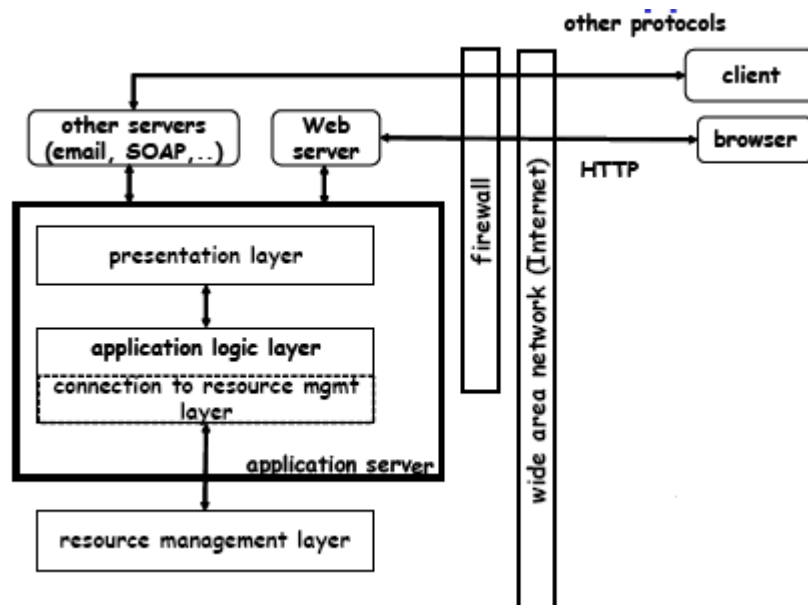 other protocols
client
other servers
(email, SOAP,..)
Web
server
browser
HTTP
firewall
wide area network (Internet)
presentation layer
application logic layer
connection to resource mgmt
layer
application server
resource management layer